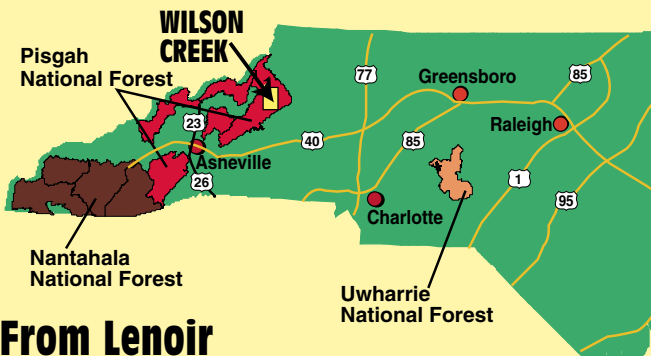 WILSON
CREEK
Pisgah
National Forest
77
Greensboro
85
23
Raleigh
40
85
Asheville
26
1
95
Charlotte
Nantahala
National Forest
Uwharrie
National Forest
From Lenoir